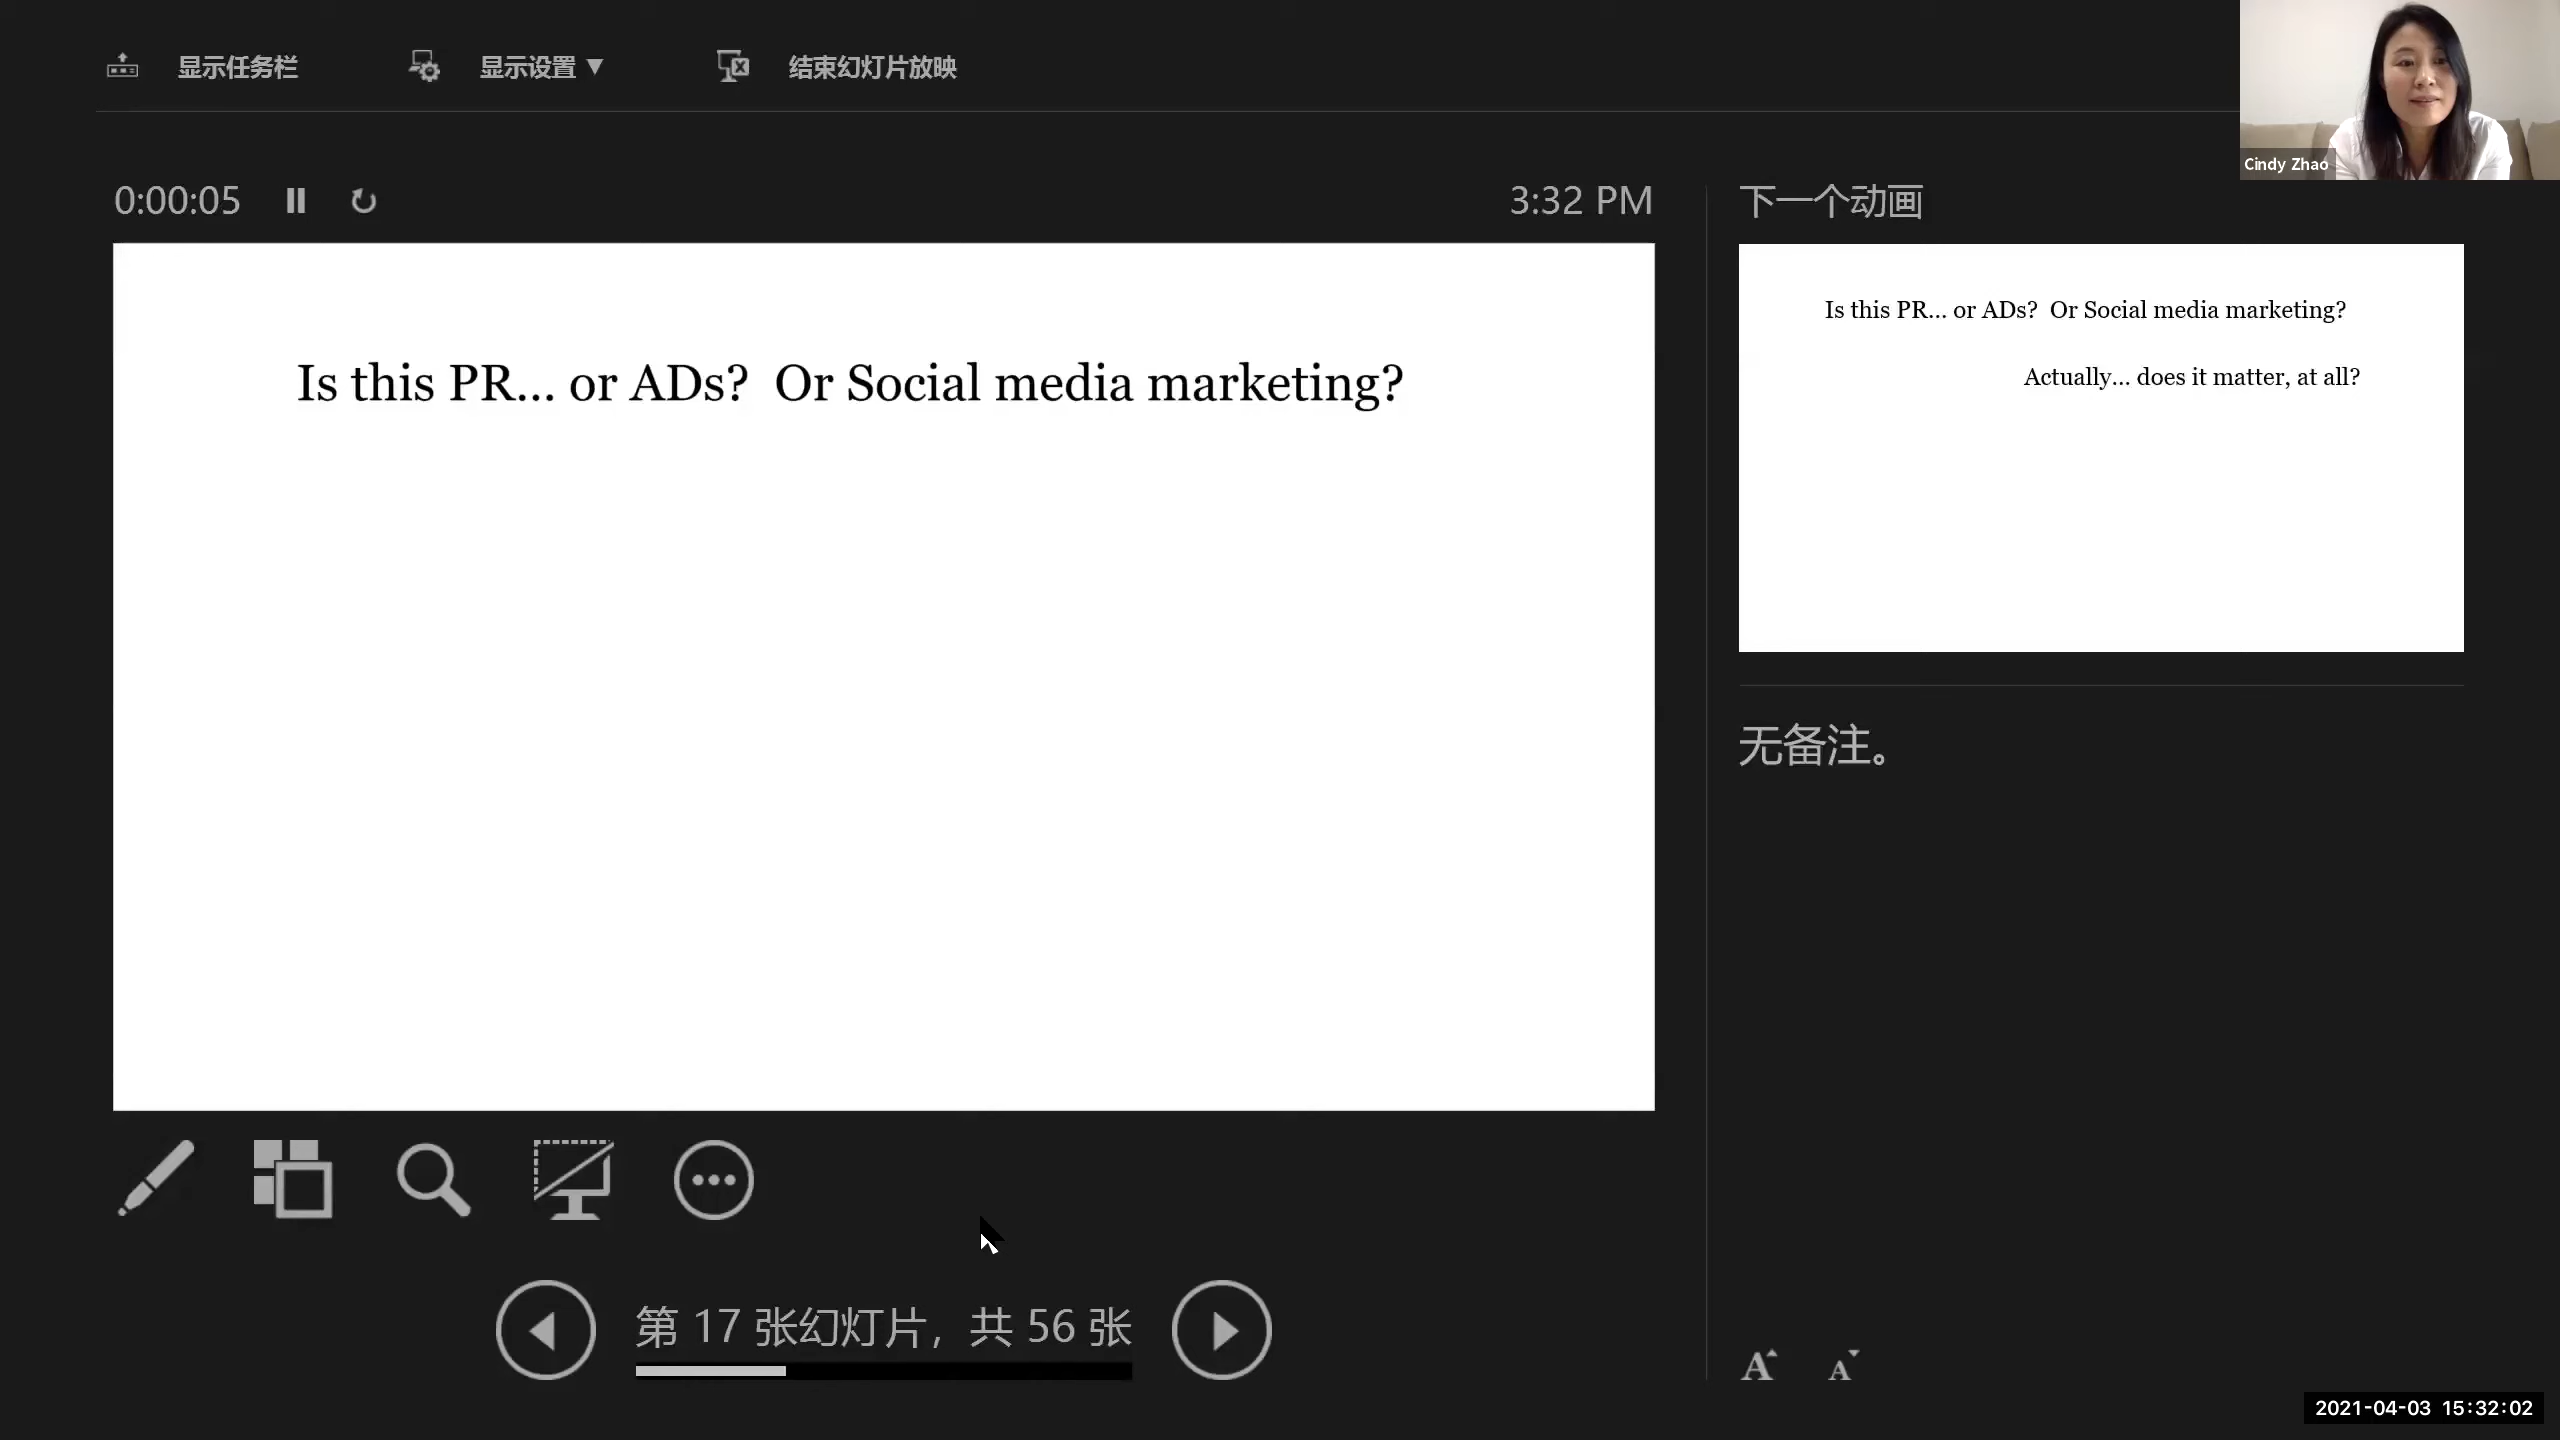 显示任务栏
显示设置 ▼
结束幻灯片放映
Cindy Zhao
0:00:05
3:32 PM
下一个动画
Is this PR... or ADs?  Or Social media marketing?
Is this PR... or ADs?  Or Social media marketing?
Actually... does it matter, at all?
无备注。
第 17 张幻灯片，共 56 张
A A
2021-04-03 15:32:02